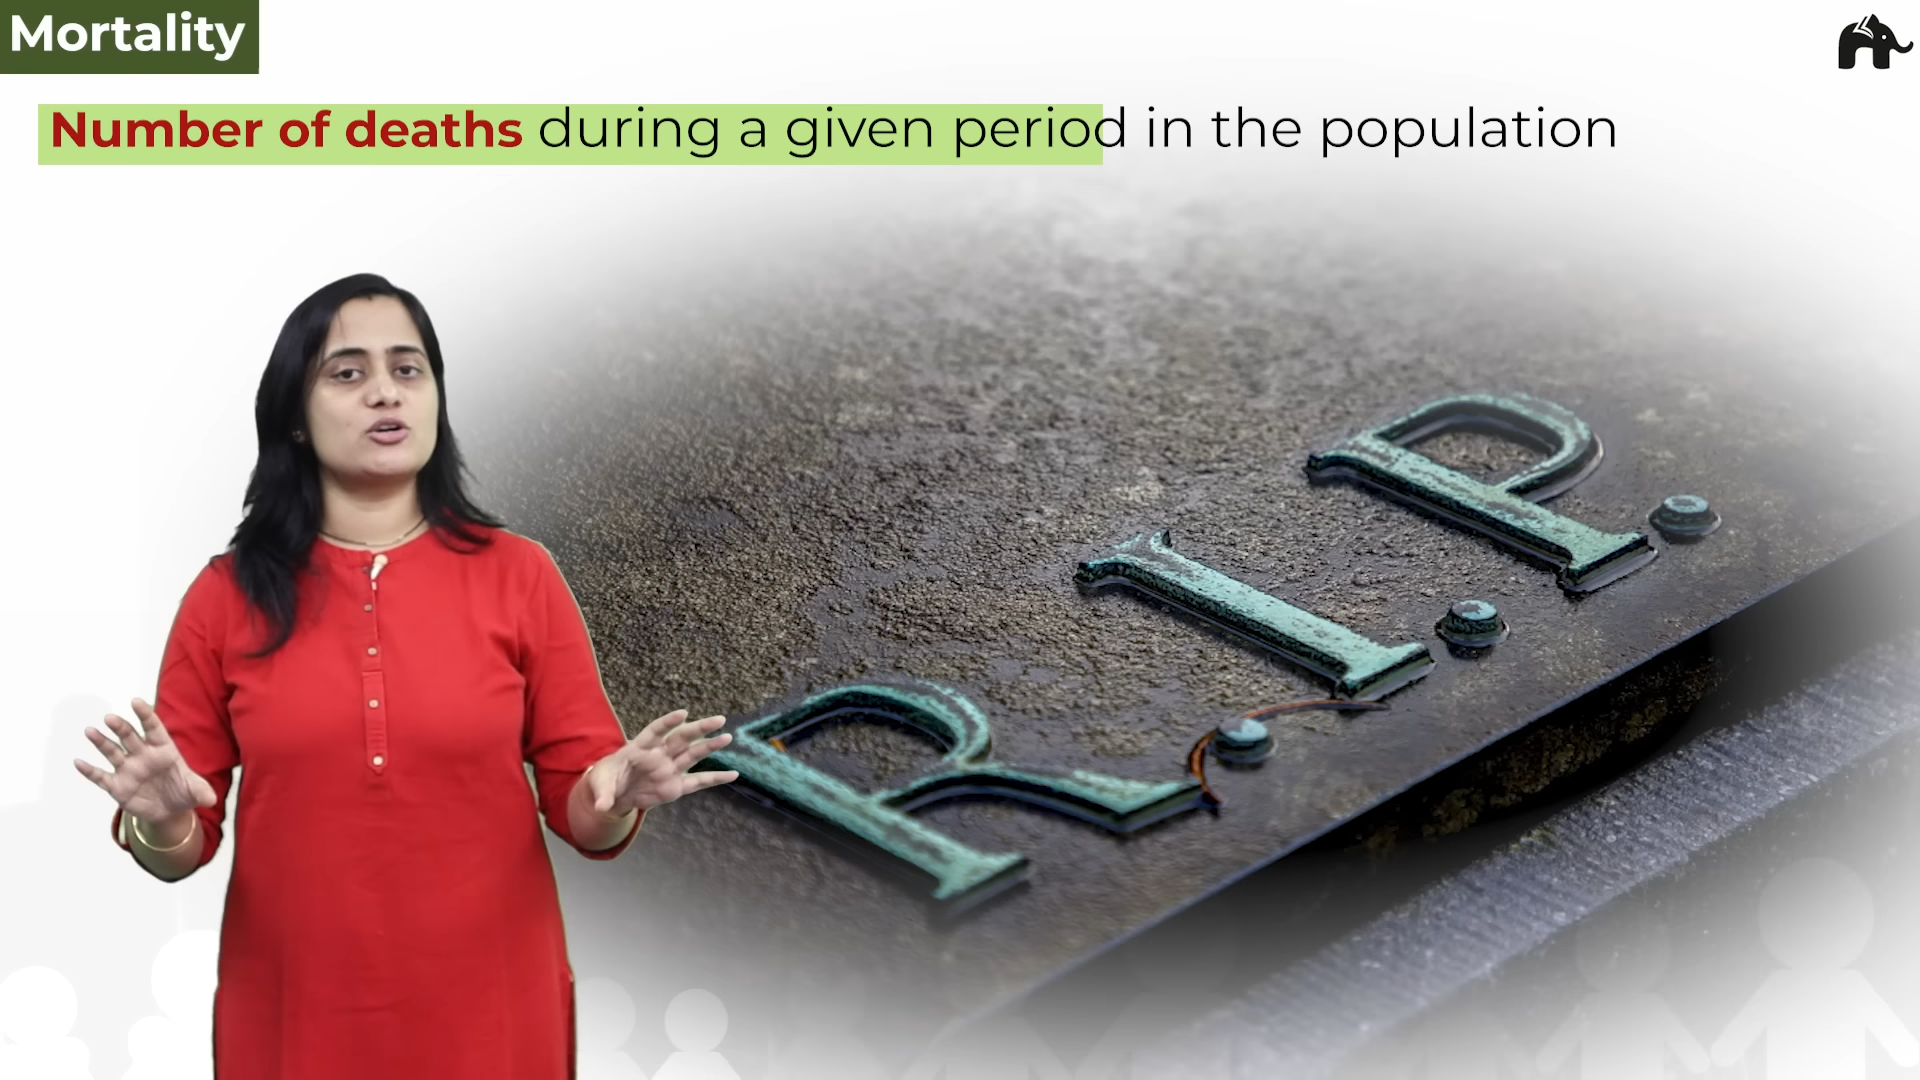 Mortality
Number of deaths during a given period in the population
R.I.P.